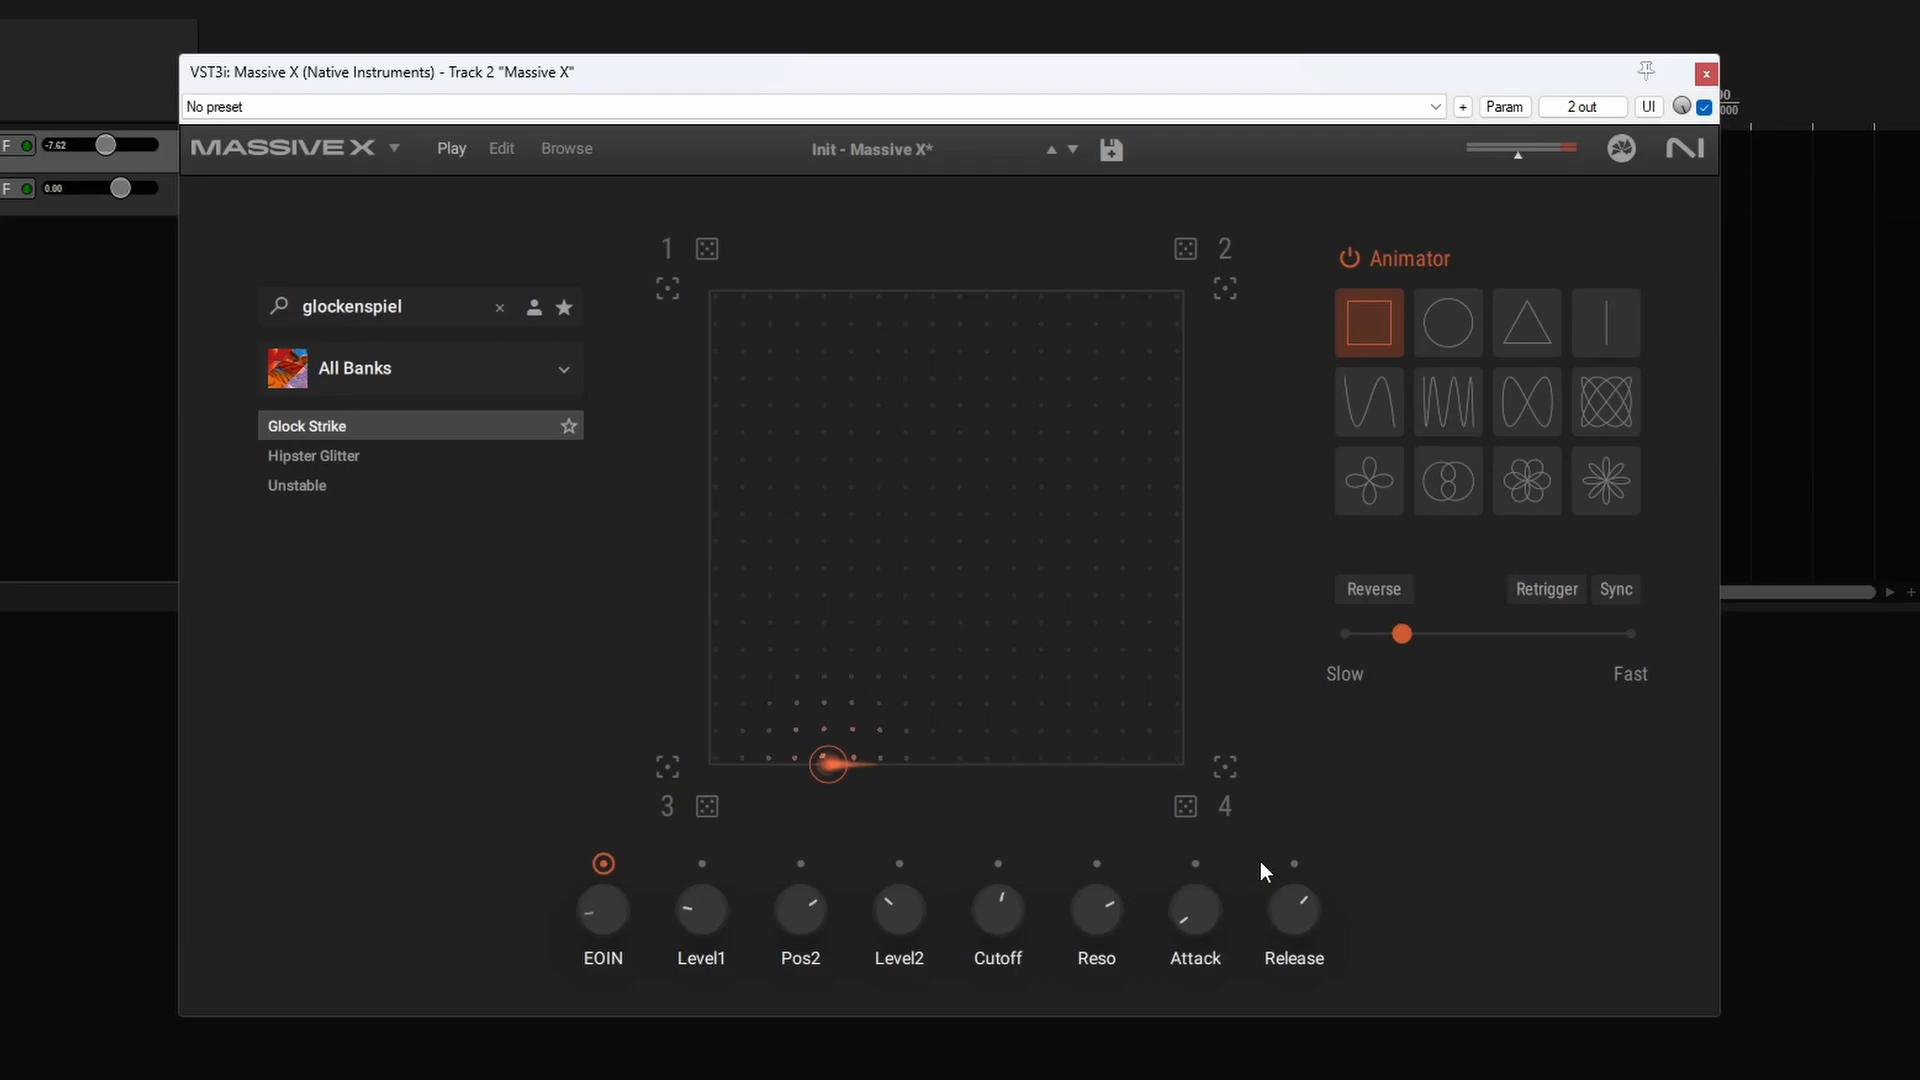 VST3i: Massive X (Native Instruments) - Track 2 "Massive X"
x
No preset
+
Param
2 out
UI
00
000
MASSIVE X
Play
Edit
Browse
Init - Massive X*
F
-7.62
F
0.00
1
2
Animator
glockenspiel
×
All Banks
Glock Strike
Hipster Glitter
Unstable
Reverse
Retrigger
Sync
Slow
Fast
3
4
EOIN
Level1
Pos2
Level2
Cutoff
Reso
Attack
Release